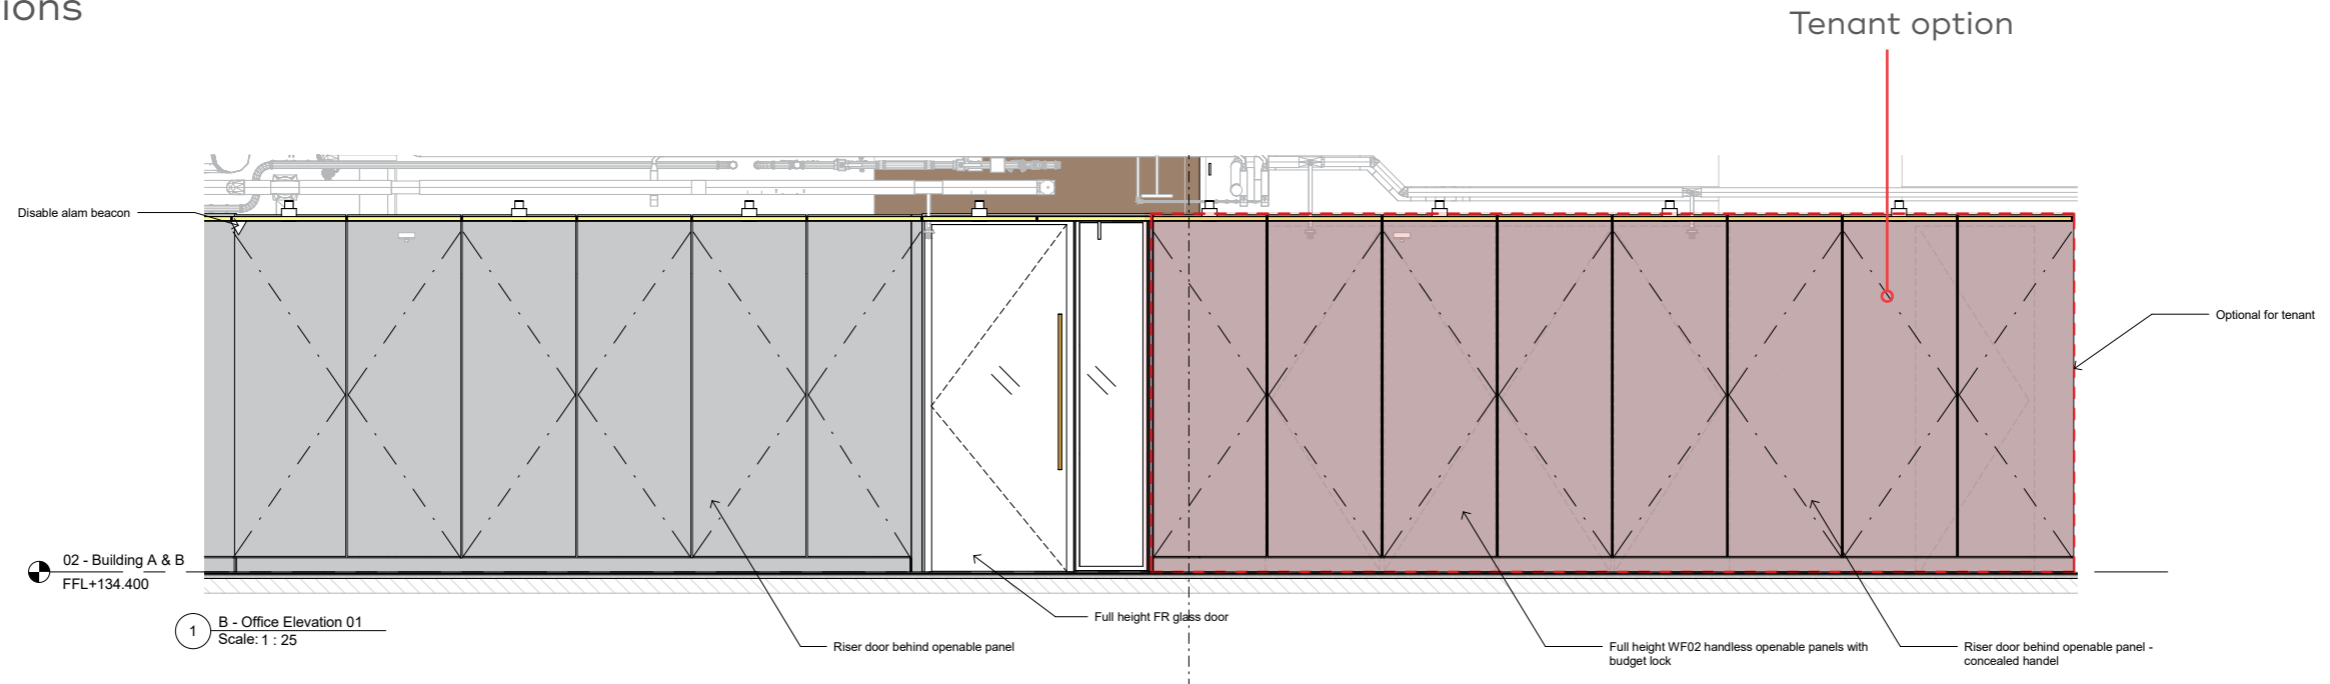 ions
Tenant option
Disable alam beacon
Optional for tenant
02 - Building A & B
FFL+134.400
1
B - Office Elevation 01
Scale: 1 : 25
Full height FR glass door
Riser door behind openable panel
Full height WF02 handless openable panels with
budget lock
Riser door behind openable panel -
concealed handel